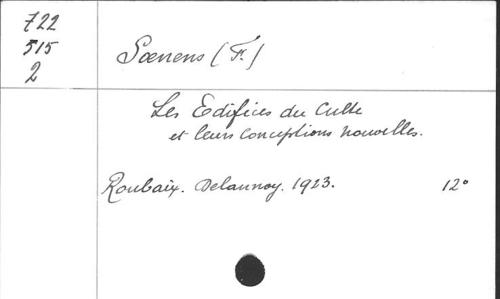 722
515
2
Soenens (F.)
Les Edifices du Culte
et leurs conceptions nouvelles.
Roubaix. Delannoy. 1923. 12°